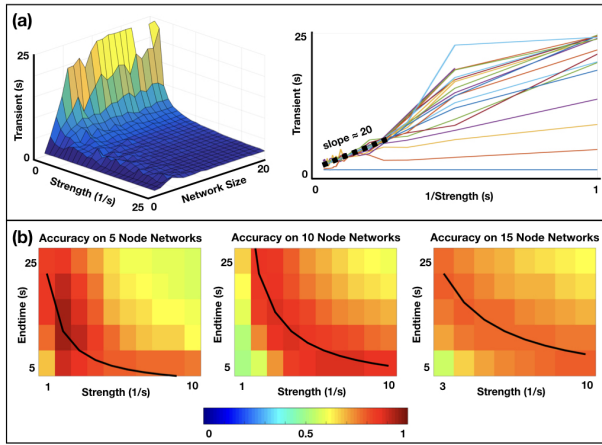 (a)
25
Transient (s)
0
0
Strength (1/s)
25
0
Network Size
20
25
Transient (s)
0
slope ≈ 20
0
1/Strength (s)
1
(b)
Accuracy on 5 Node Networks
25
Endtime (s)
5
1
Strength (1/s)
10
Accuracy on 10 Node Networks
25
Endtime (s)
5
1
Strength (1/s)
10
Accuracy on 15 Node Networks
25
Endtime (s)
5
3
Strength (1/s)
10
0
0.5
1